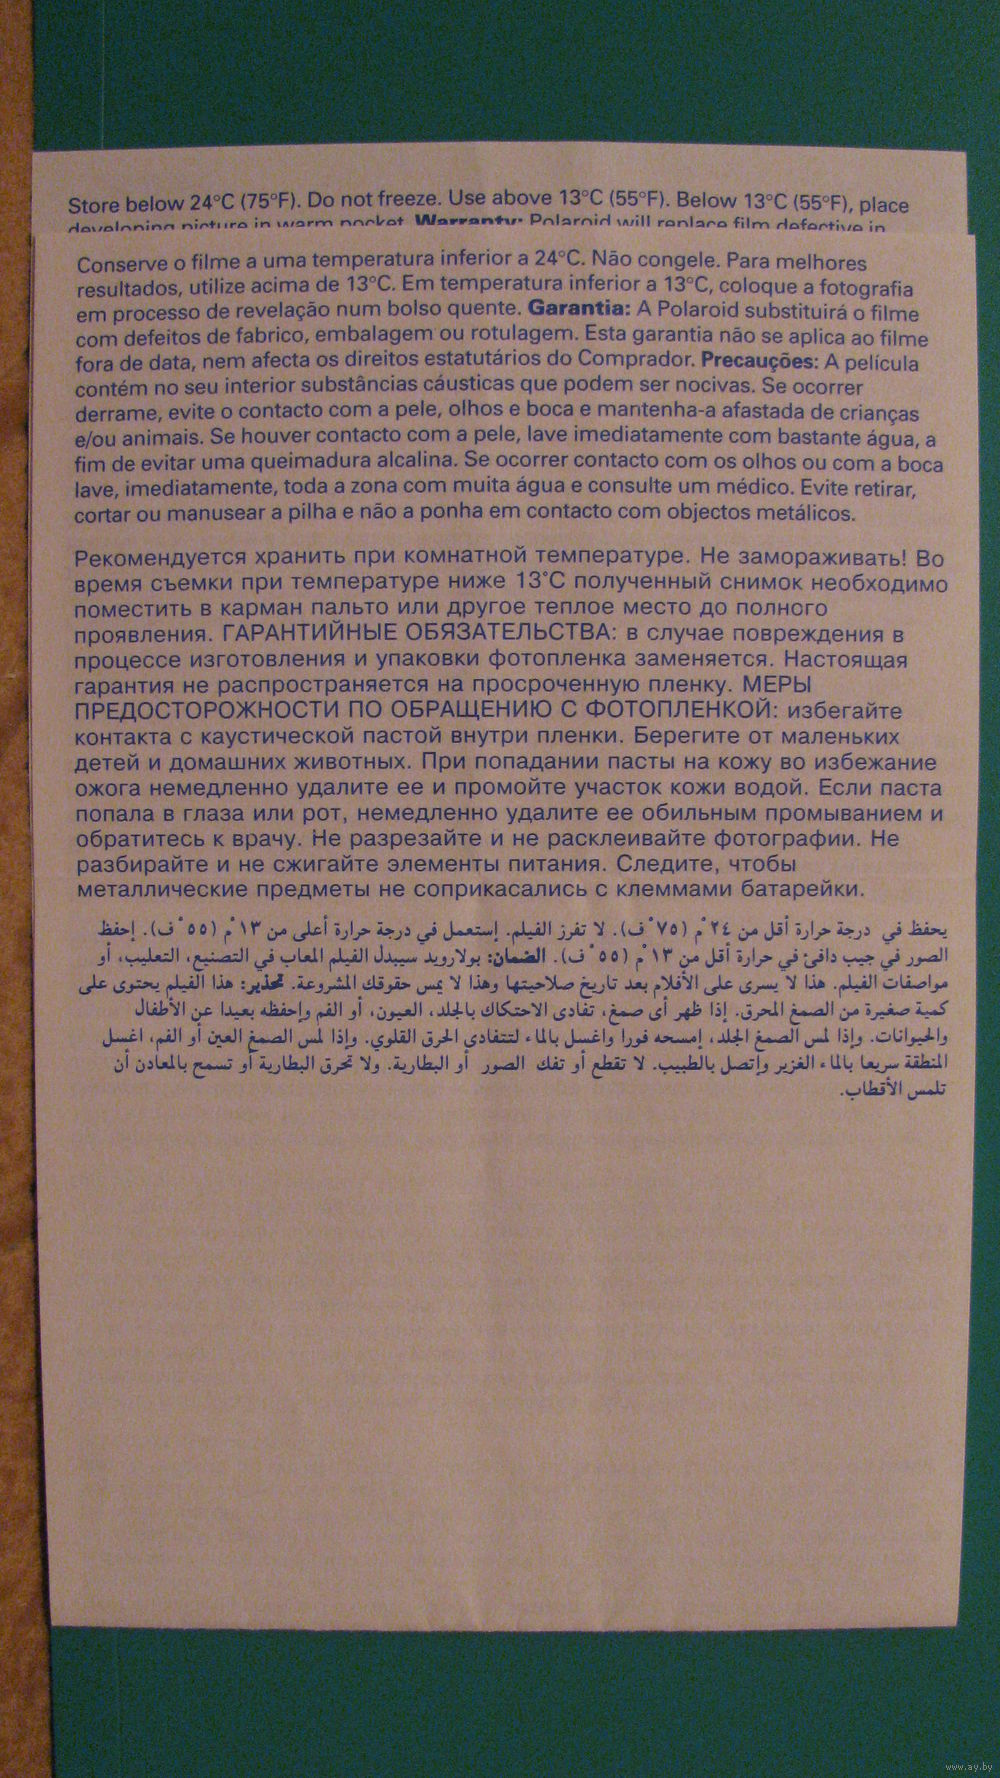 Store below 24°C (75°F). Do not freeze. Use above 13°C (55°F). Below 13°C (55°F), place
developing picture in warm pocket. Warranty: Polaroid will replace film defective in
Conserve o filme a uma temperatura inferior a 24°C. Não congele. Para melhores
resultados, utilize acima de 13°C. Em temperatura inferior a 13°C, coloque a fotografia
em processo de revelação num bolso quente. Garantia: A Polaroid substituirá o filme
com defeitos de fabrico, embalagem ou rotulagem. Esta garantia não se aplica ao filme
fora de data, nem afecta os direitos estatutários do Comprador. Precauções: A película
contém no seu interior substâncias cáusticas que podem ser nocivas. Se ocorrer
derrame, evite o contacto com a pele, olhos e boca e mantenha-a afastada de crianças
e/ou animais. Se houver contacto com a pele, lave imediatamente com bastante água, a
fim de evitar uma queimadura alcalina. Se ocorrer contacto com os olhos ou com a boca
lave, imediatamente, toda a zona com muita água e consulte um médico. Evite retirar,
cortar ou manusear a pilha e não a ponha em contacto com objectos metálicos.
Рекомендуется хранить при комнатной температуре. Не замораживать! Во
время съемки при температуре ниже 13°С полученный снимок необходимо
поместить в карман пальто или другое теплое место до полного
проявления. ГАРАНТИЙНЫЕ ОБЯЗАТЕЛЬСТВА: в случае повреждения в
процессе изготовления и упаковки фотопленка заменяется. Настоящая
гарантия не распространяется на просроченную пленку. МЕРЫ
ПРЕДОСТОРОЖНОСТИ ПО ОБРАЩЕНИЮ С ФОТОПЛЕНКОЙ: избегайте
контакта с каустической пастой внутри пленки. Берегите от маленьких
детей и домашних животных. При попадании пасты на кожу во избежание
ожога немедленно удалите ее и промойте участок кожи водой. Если паста
попала в глаза или рот, немедленно удалите ее обильным промыванием и
обратитесь к врачу. Не разрезайте и не расклеивайте фотографии. Не
разбирайте и не сжигайте элементы питания. Следите, чтобы
металлические предметы не соприкасались с клеммами батарейки.
يحفظ في درجة حرارة أقل من ٢٤ °م (٧٥ °ف). لا تفرز الفيلم. إستعمل في درجة حرارة أعلى من ١٣ °م (٥٥ °ف). إحفظ
الصور في جيب دافئ في حرارة أقل من ١٣ °م (٥٥ °ف). الضمان: بولارويد سيبدل الفيلم المعاب في التصنيع، التعليب، أو
مواصفات الفيلم. هذا لا يسرى على الأفلام بعد تاريخ صلاحيتها وهذا لا يمس حقوقك المشروعة. تحذير: هذا الفيلم يحتوى على
كمية صغيرة من الصمغ المحرق. إذا ظهر أى صمغ، تفادى الاحتكاك بالجلد، العيون، أو الفم وإحفظه بعيدا عن الأطفال
والحيوانات. وإذا لمس الصمغ الجلد، إمسحه فورا واغسل بالماء لتتفادى الحرق القلوي. وإذا لمس الصمغ العين أو الفم، اغسل
المنطقة سريعا بالماء الغزير وإتصل بالطبيب. لا تقطع أو تفك الصور أو البطارية. ولا تحرق البطارية أو تسمح بالمعادن أن
تلمس الأقطاب.
www.ay.by